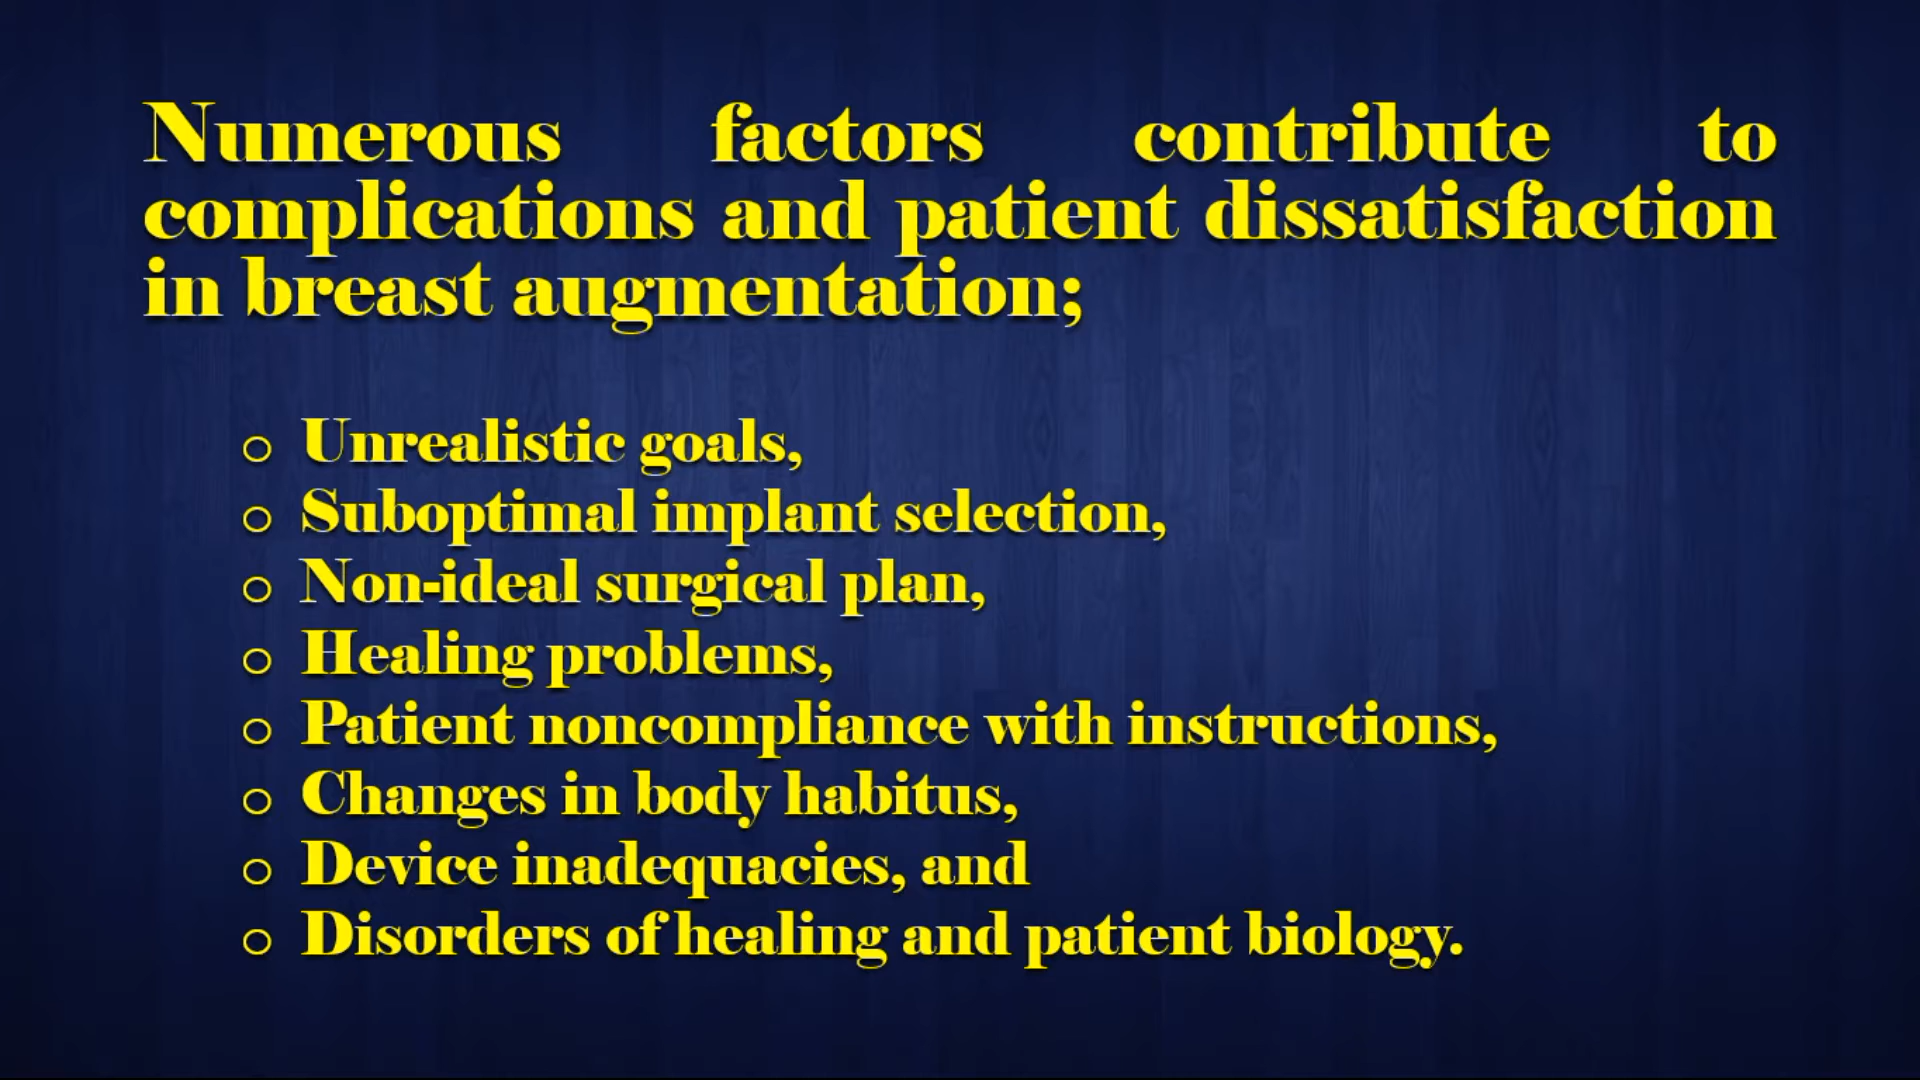 Numerous factors contribute to
complications and patient dissatisfaction
in breast augmentation;
o Unrealistic goals,
o Suboptimal implant selection,
o Non-ideal surgical plan,
o Healing problems,
o Patient noncompliance with instructions,
o Changes in body habitus,
o Device inadequacies, and
o Disorders of healing and patient biology.